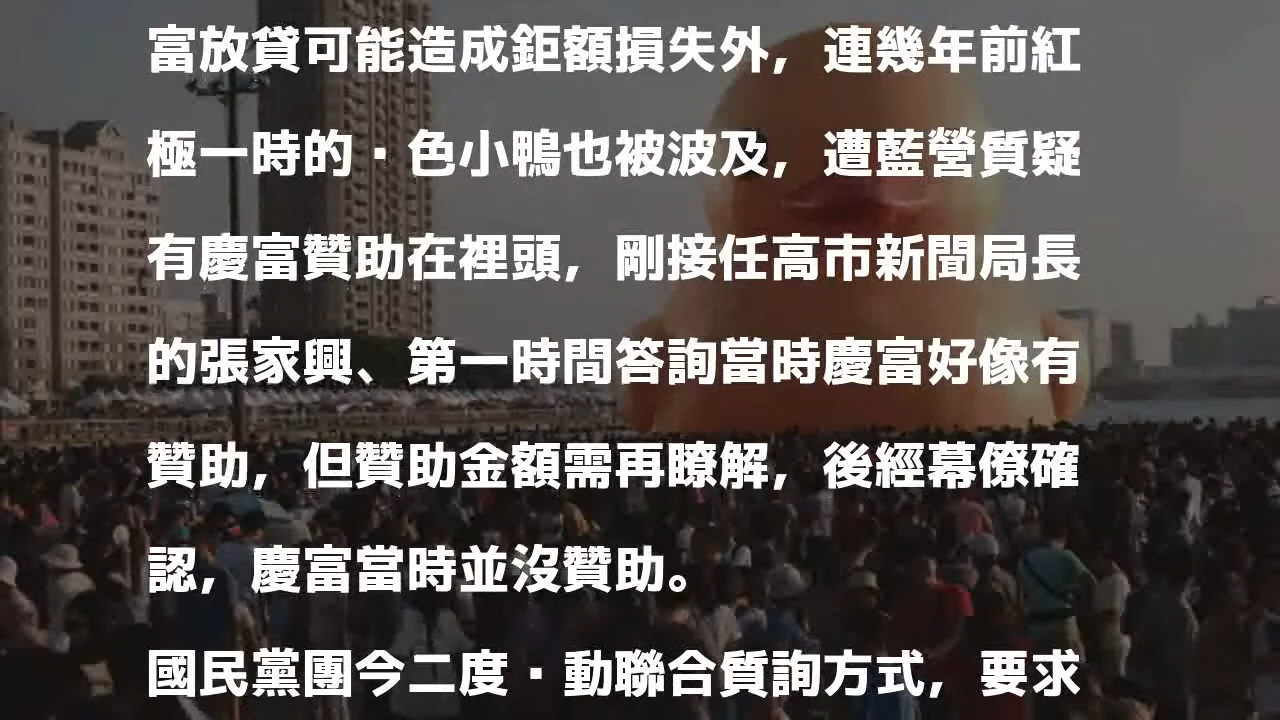 富放貸可能造成鉅額損失外，連幾年前紅
極一時的·色小鴨也被波及，遭藍營質疑
有慶富贊助在裡頭，剛接任高市新聞局長
的張家興、第一時間答詢當時慶富好像有
贊助，但贊助金額需再瞭解，後經幕僚確
認，慶富當時並沒贊助。
國民黨團今二度·動聯合質詢方式，要求